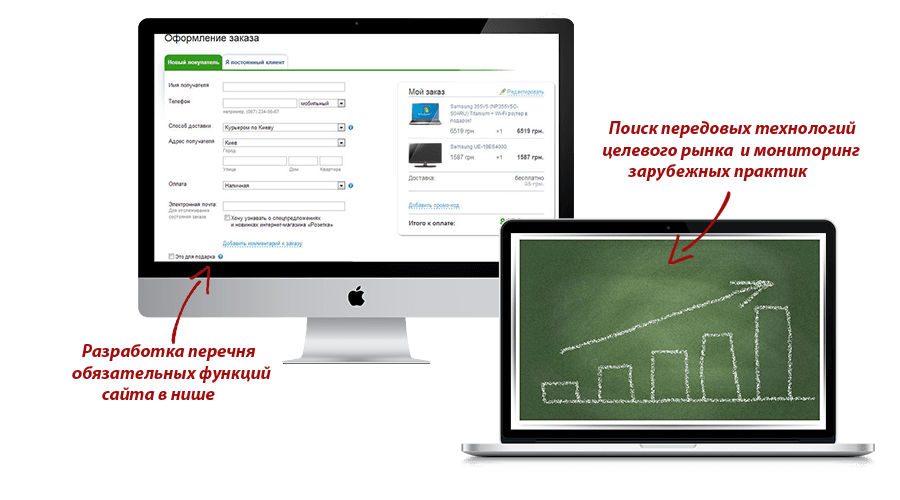 Оформление заказа
Новый покупатель
Я постоянный клиент
Имя получателя
Телефон
мобильный
например, (067) 234-56-67
Способ доставки
Курьером по Киеву
Адрес получателя
Киев
Город
Улица
Дом
Квартира
Оплата
Наличная
Электронная почта:
Для отслеживания
состояния заказа
Хочу узнавать о спецпредложениях
и новинках интернет-магазина «Розетка»
Добавить комментарий к заказу
Это для подарка
Мой заказ
Редактировать
Samsung 355V5 (NP355V5C-
S04RU) Titanium + Wi-Fi роутер в
подарок!
6519 грн.
×1
6519 грн.
Samsung UE-19ES4000
1587 грн.
×1
1587 грн.
Доставка:
бесплатно
35 грн.
Добавить промо-код
Итого к оплате:
Поиск передовых технологий
целевого рынка и мониторинг
зарубежных практик
Разработка перечня
обязательных функций
сайта в нише